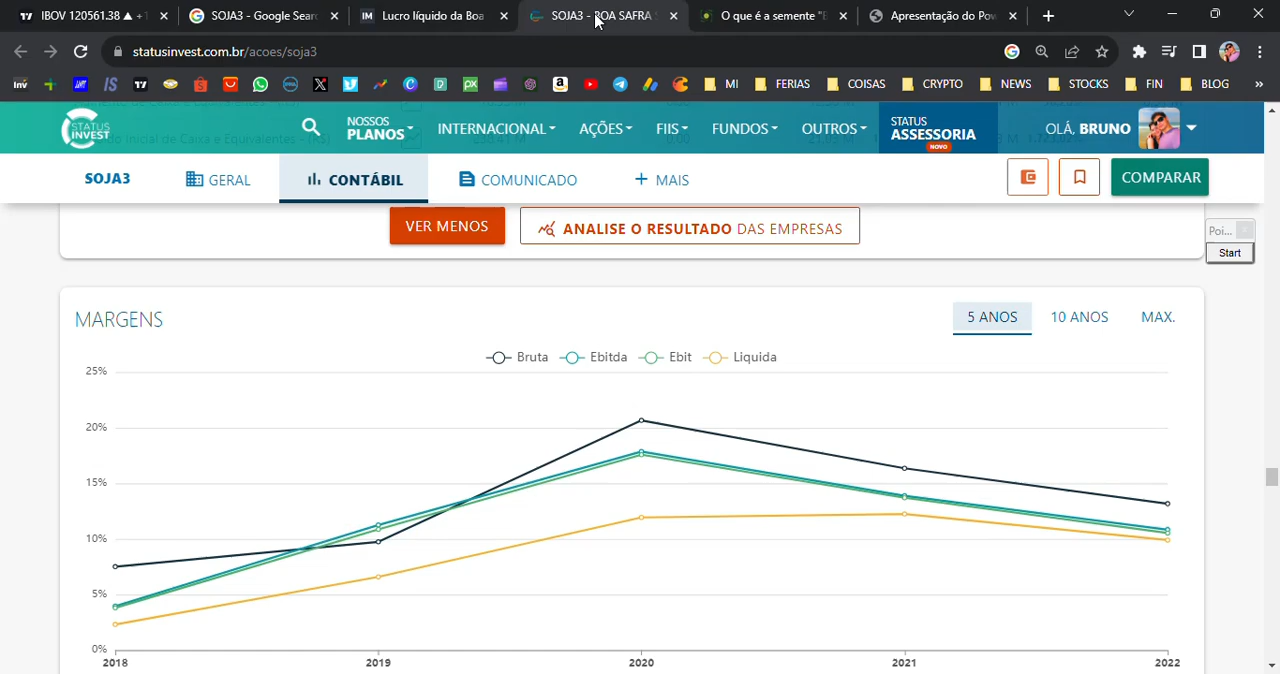 IBOV 120561.38 ▲ +1
SOJA3 - Google Sear
Lucro líquido da Boa
SOJA3 - BOA SAFRA S
O que é a semente "B
Apresentação do Pow
statusinvest.com.br/acoes/soja3
MI
FERIAS
COISAS
CRYPTO
NEWS
STOCKS
FIN
BLOG
»
STATUS INVEST
NOSSOS PLANOS
INTERNACIONAL
AÇÕES
FIIS
FUNDOS
OUTROS
STATUS ASSESSORIA
NOVO
OLÁ, BRUNO
SOJA3
GERAL
CONTÁBIL
COMUNICADO
+ MAIS
COMPARAR
VER MENOS
ANALISE O RESULTADO DAS EMPRESAS
Poi...
Start
MARGENS
5 ANOS
10 ANOS
MAX.
Bruta
Ebitda
Ebit
Liquida
25%
20%
15%
10%
5%
0%
2018
2019
2020
2021
2022